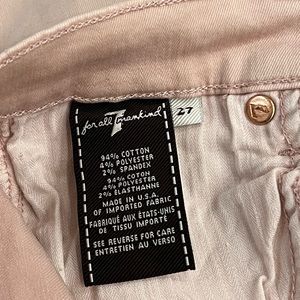 for all 7 mankind
27
94% COTTON
4% POLYESTER
2% SPANDEX
94% COTON
4% POLYESTER
2% ELASTHANNE
MADE IN U.S.A.
OF IMPORTED FABRIC
FABRIQUÉ AUX ÉTATS-UNIS
DE TISSU IMPORTÉ
SEE REVERSE FOR CARE
ENTRETIEN AU VERSO